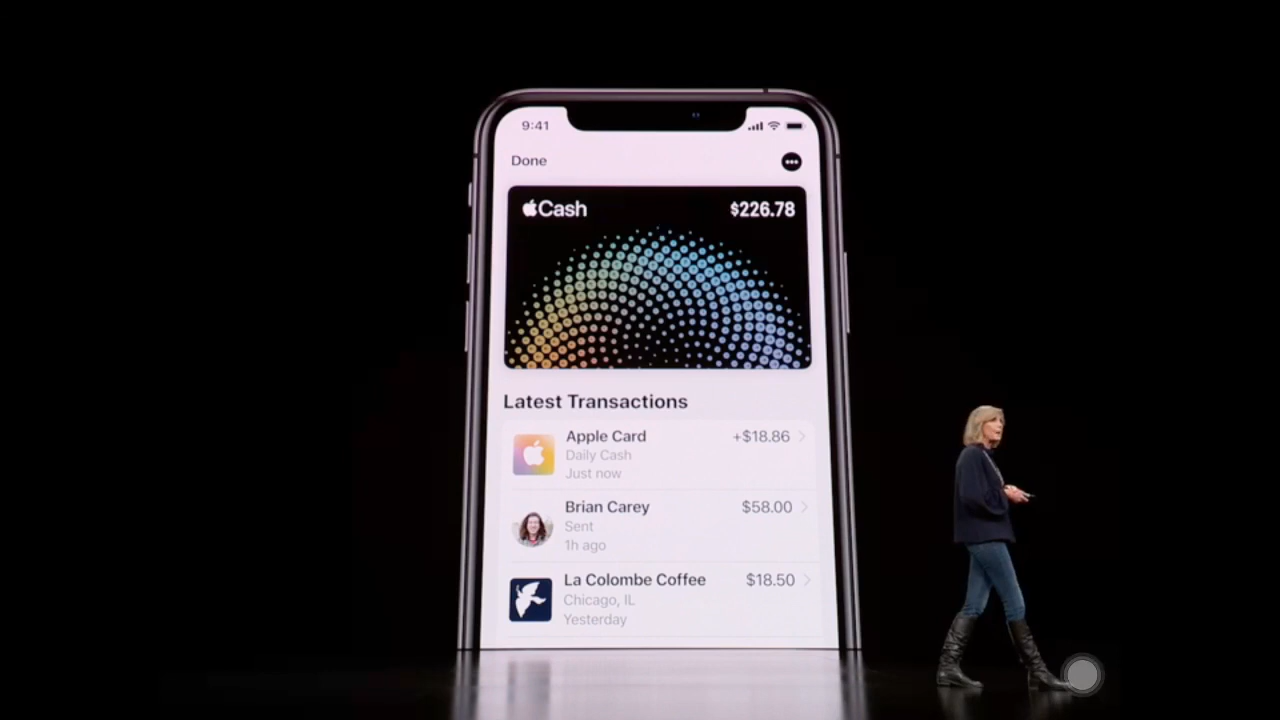 9:41
Done
Cash $226.78
Latest Transactions
Apple Card +$18.86
Daily Cash
Just now
Brian Carey $58.00
Sent
1h ago
La Colombe Coffee $18.50
Chicago, IL
Yesterday